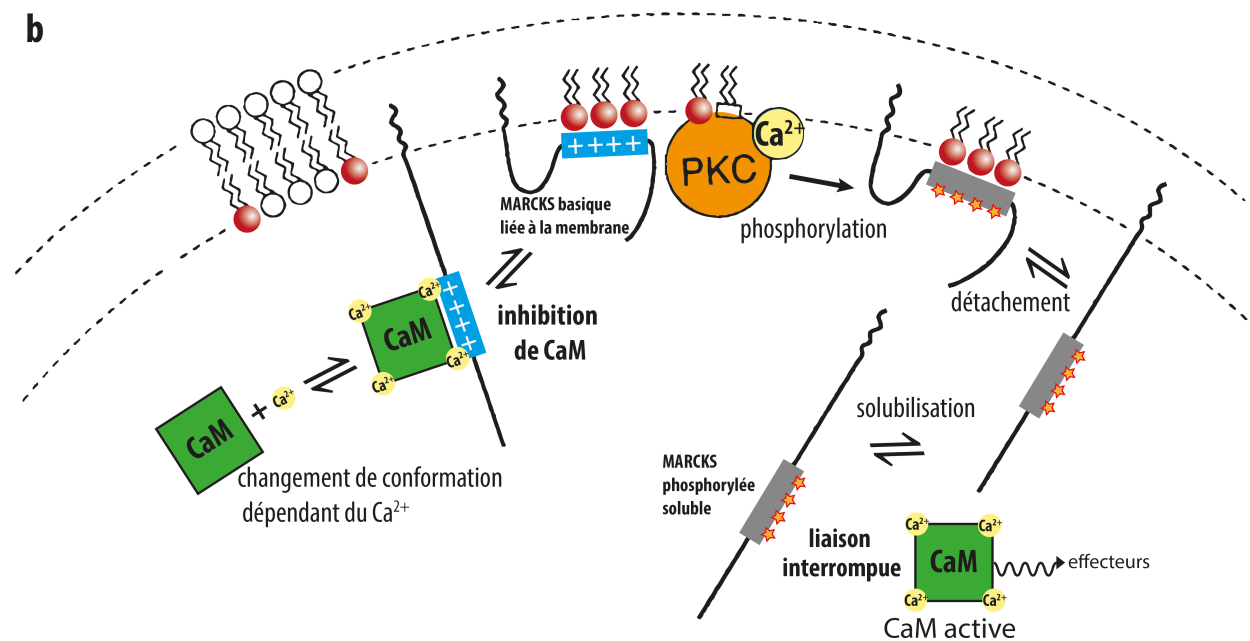 b
MARCKS basique
liée à la membrane
++++
PKC
Ca²⁺
phosphorylation
détachement
inhibition
de CaM
++++
CaM
Ca²⁺
Ca²⁺
Ca²⁺
Ca²⁺
CaM + Ca²⁺
changement de conformation
dépendant du Ca²⁺
solubilisation
MARCKS
phosphorylée
soluble
liaison
interrompue
Ca²⁺
Ca²⁺
CaM
Ca²⁺
Ca²⁺
effecteurs
CaM active